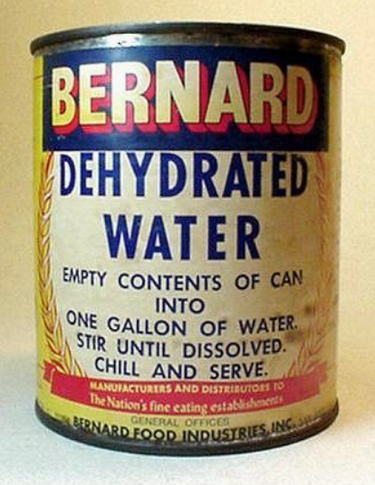 BERNARD
DEHYDRATED
WATER
EMPTY CONTENTS OF CAN
INTO
ONE GALLON OF WATER.
STIR UNTIL DISSOLVED.
CHILL AND SERVE.
MANUFACTURERS AND DISTRIBUTORS TO
The Nation's fine eating establishments
GENERAL OFFICES
BERNARD FOOD INDUSTRIES, INC.